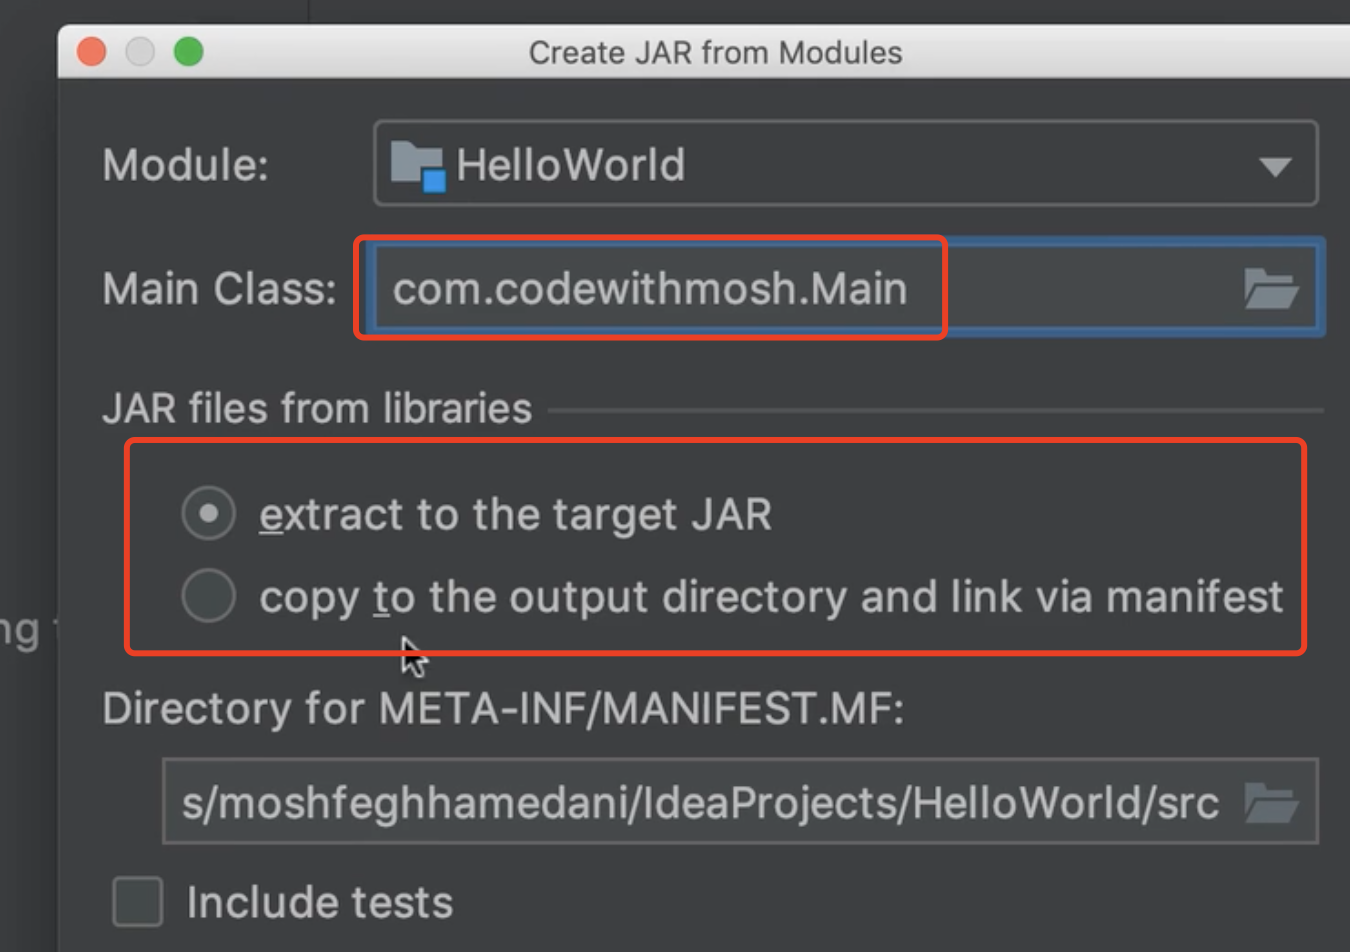 Create JAR from Modules
Module: HelloWorld
Main Class: com.codewithmosh.Main
JAR files from libraries
extract to the target JAR
copy to the output directory and link via manifest
ng
Directory for META-INF/MANIFEST.MF:
s/moshfeghhamedani/IdeaProjects/HelloWorld/src
Include tests